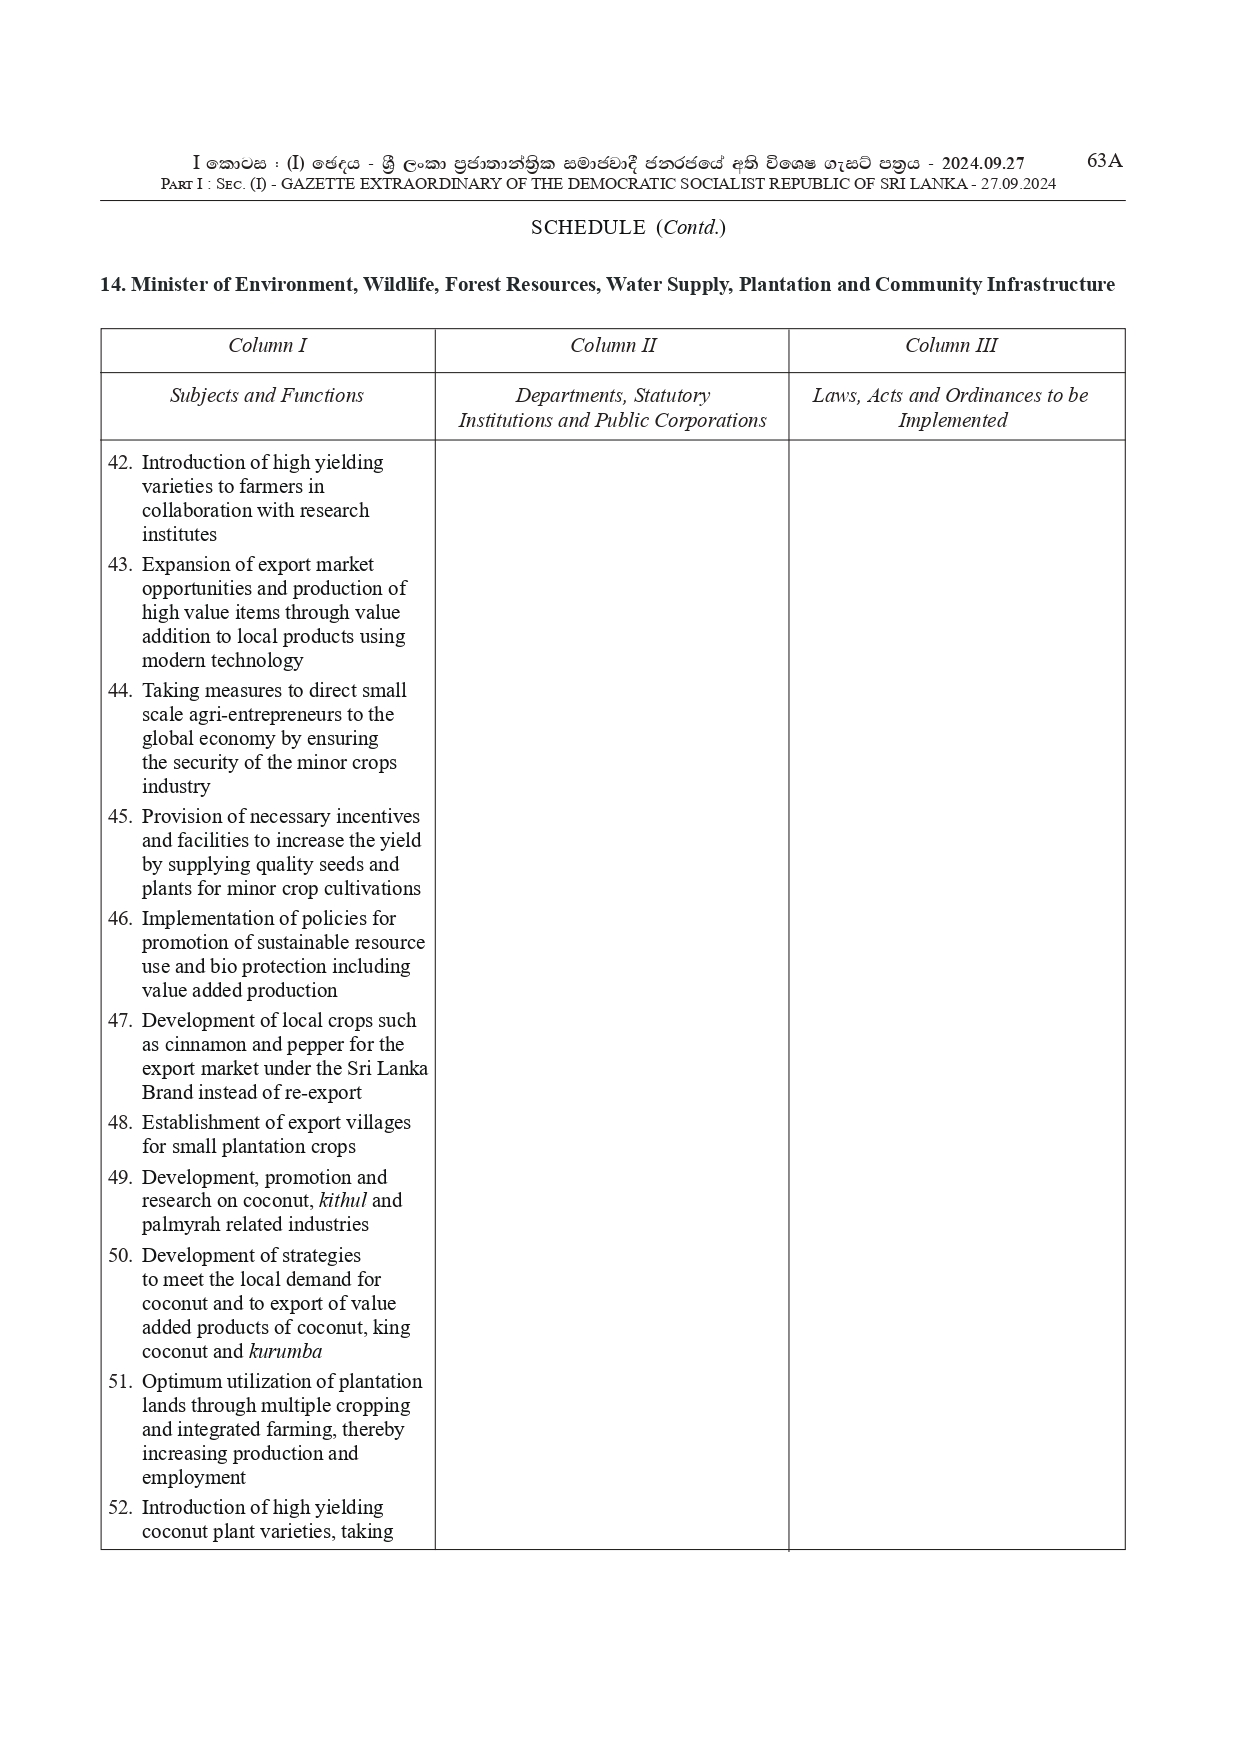 I කොටස : (I) ඡෙදය - ශ්‍රී ලංකා ප්‍රජාතාන්ත්‍රික සමාජවාදී ජනරජයේ අති විශෙෂ ගැසට් පත්‍රය - 2024.09.27
63A
PART I : SEC. (I) - GAZETTE EXTRAORDINARY OF THE DEMOCRATIC SOCIALIST REPUBLIC OF SRI LANKA - 27.09.2024
SCHEDULE (Contd.)
14. Minister of Environment, Wildlife, Forest Resources, Water Supply, Plantation and Community Infrastructure
Column I
Column II
Column III
Subjects and Functions
Departments, Statutory
Institutions and Public Corporations
Laws, Acts and Ordinances to be
Implemented
42. Introduction of high yielding
varieties to farmers in
collaboration with research
institutes
43. Expansion of export market
opportunities and production of
high value items through value
addition to local products using
modern technology
44. Taking measures to direct small
scale agri-entrepreneurs to the
global economy by ensuring
the security of the minor crops
industry
45. Provision of necessary incentives
and facilities to increase the yield
by supplying quality seeds and
plants for minor crop cultivations
46. Implementation of policies for
promotion of sustainable resource
use and bio protection including
value added production
47. Development of local crops such
as cinnamon and pepper for the
export market under the Sri Lanka
Brand instead of re-export
48. Establishment of export villages
for small plantation crops
49. Development, promotion and
research on coconut, kithul and
palmyrah related industries
50. Development of strategies
to meet the local demand for
coconut and to export of value
added products of coconut, king
coconut and kurumba
51. Optimum utilization of plantation
lands through multiple cropping
and integrated farming, thereby
increasing production and
employment
52. Introduction of high yielding
coconut plant varieties, taking